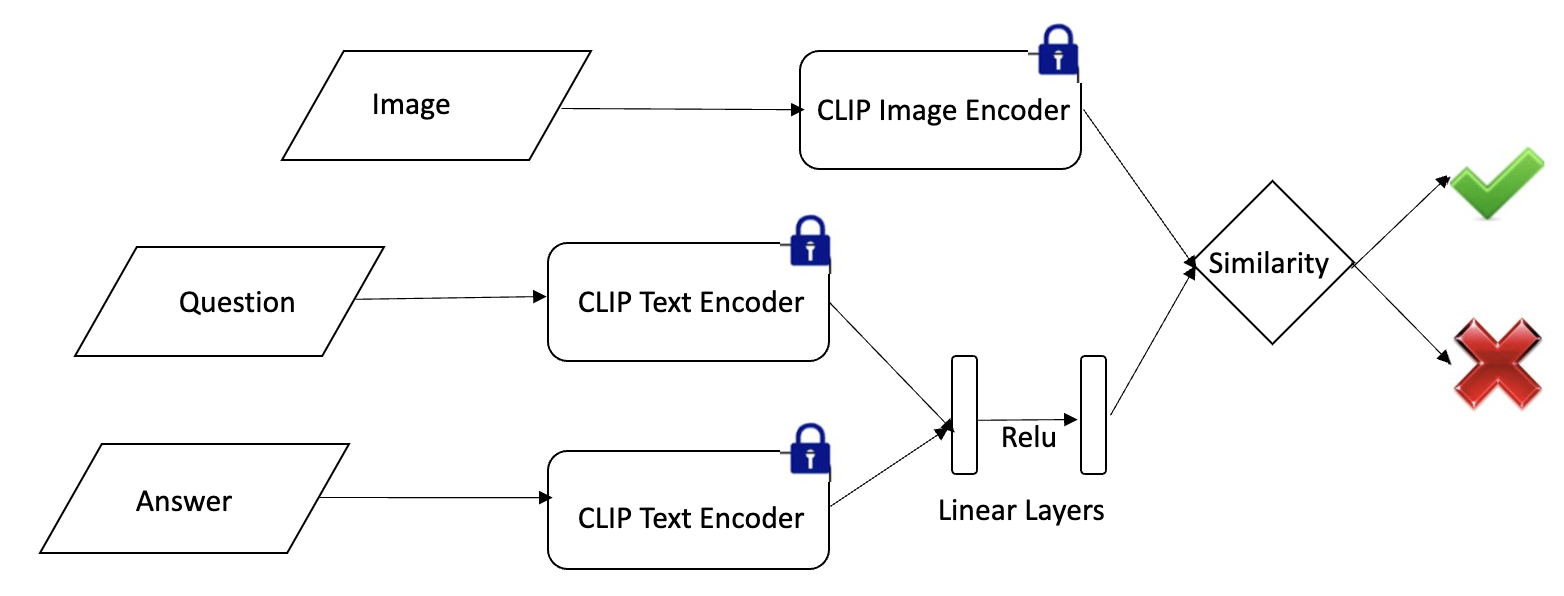 Image
CLIP Image Encoder
Question
CLIP Text Encoder
Similarity
Answer
CLIP Text Encoder
Relu
Linear Layers